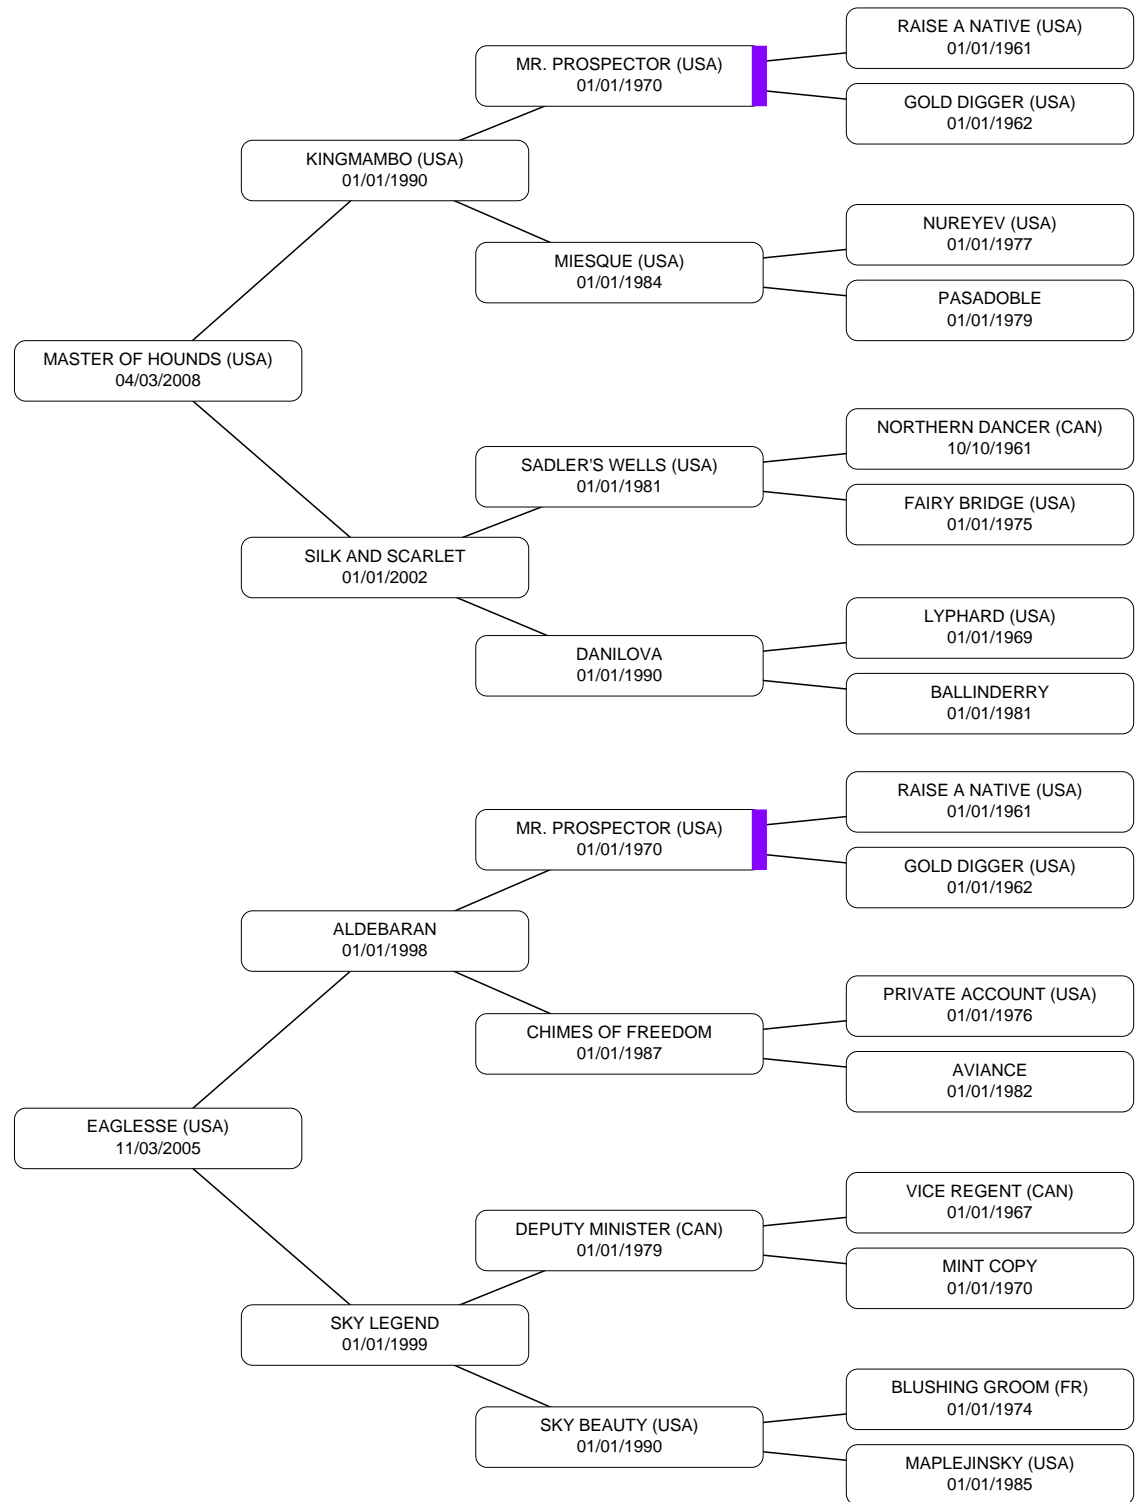 RAISE A NATIVE (USA)
01/01/1961
MR. PROSPECTOR (USA)
01/01/1970
GOLD DIGGER (USA)
01/01/1962
KINGMAMBO (USA)
01/01/1990
NUREYEV (USA)
01/01/1977
MIESQUE (USA)
01/01/1984
PASADOBLE
01/01/1979
MASTER OF HOUNDS (USA)
04/03/2008
NORTHERN DANCER (CAN)
10/10/1961
SADLER'S WELLS (USA)
01/01/1981
FAIRY BRIDGE (USA)
01/01/1975
SILK AND SCARLET
01/01/2002
LYPHARD (USA)
01/01/1969
DANILOVA
01/01/1990
BALLINDERRY
01/01/1981
RAISE A NATIVE (USA)
01/01/1961
MR. PROSPECTOR (USA)
01/01/1970
GOLD DIGGER (USA)
01/01/1962
ALDEBARAN
01/01/1998
PRIVATE ACCOUNT (USA)
01/01/1976
CHIMES OF FREEDOM
01/01/1987
AVIANCE
01/01/1982
EAGLESSE (USA)
11/03/2005
VICE REGENT (CAN)
01/01/1967
DEPUTY MINISTER (CAN)
01/01/1979
MINT COPY
01/01/1970
SKY LEGEND
01/01/1999
BLUSHING GROOM (FR)
01/01/1974
SKY BEAUTY (USA)
01/01/1990
MAPLEJINSKY (USA)
01/01/1985